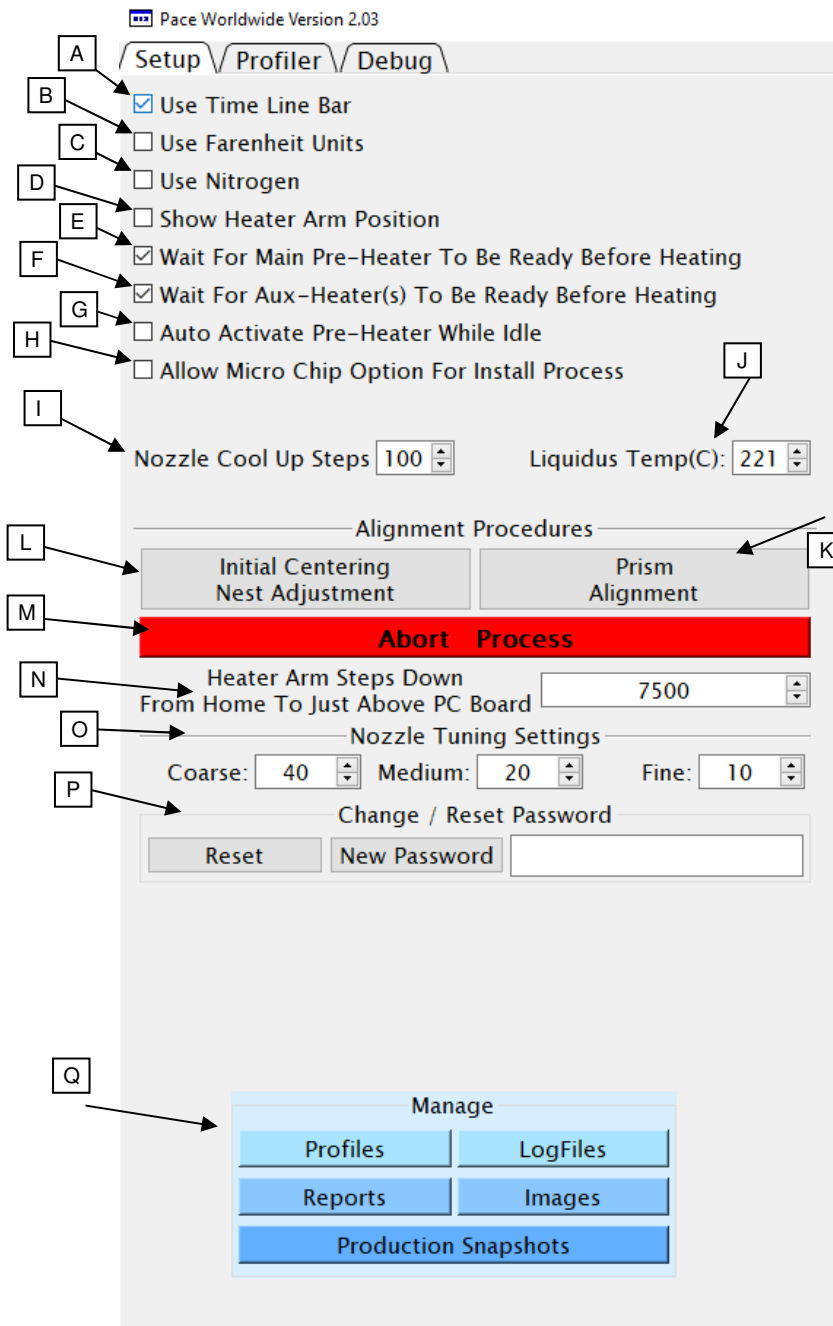 Pace Worldwide Version 2.03
Setup Profiler Debug
A
Use Time Line Bar
B
Use Farenheit Units
C
Use Nitrogen
D
Show Heater Arm Position
E
Wait For Main Pre-Heater To Be Ready Before Heating
F
Wait For Aux-Heater(s) To Be Ready Before Heating
G
Auto Activate Pre-Heater While Idle
H
Allow Micro Chip Option For Install Process
J
I
Nozzle Cool Up Steps 100 Liquidus Temp(C): 221
Alignment Procedures
L
K
Initial Centering
Nest Adjustment
Prism
Alignment
M
Abort Process
N
Heater Arm Steps Down
From Home To Just Above PC Board
7500
O
Nozzle Tuning Settings
Coarse: 40 Medium: 20 Fine: 10
P
Change / Reset Password
Reset New Password
Q
Manage
Profiles LogFiles
Reports Images
Production Snapshots